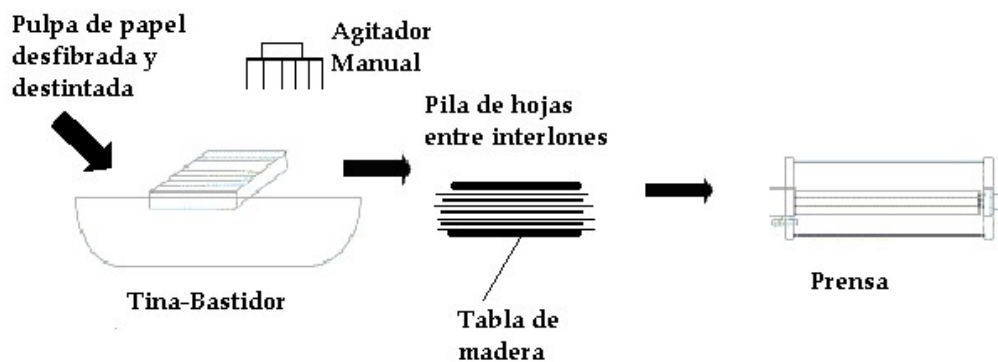 Pulpa de papel
desfibrada y
destintada
Agitador
Manual
Pila de hojas
entre interlones
Tina-Bastidor
Tabla de
madera
Prensa